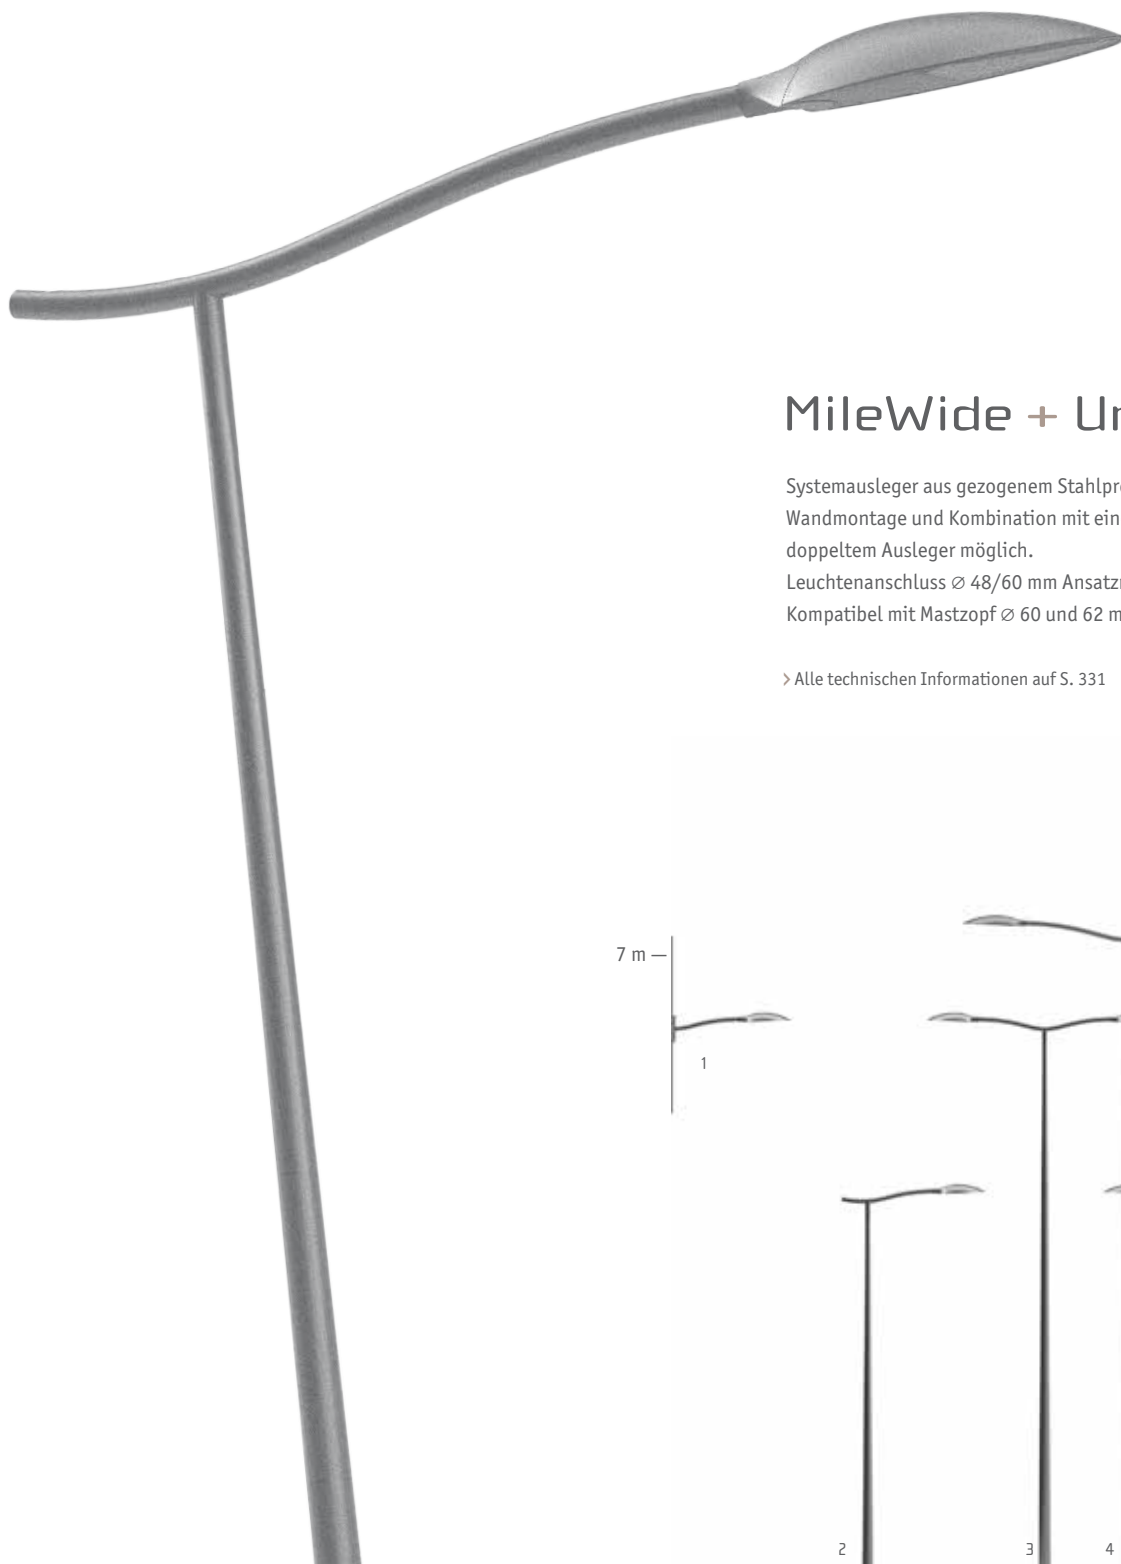 MileWide + Ur
Systemausleger aus gezogenem Stahlpr
Wandmontage und Kombination mit ein
doppeltem Ausleger möglich.
Leuchtenanschluss ⌀ 48/60 mm Ansatz
Kompatibel mit Mastzopf ⌀ 60 und 62 m
> Alle technischen Informationen auf S. 331
7 m —
1
2
3
4